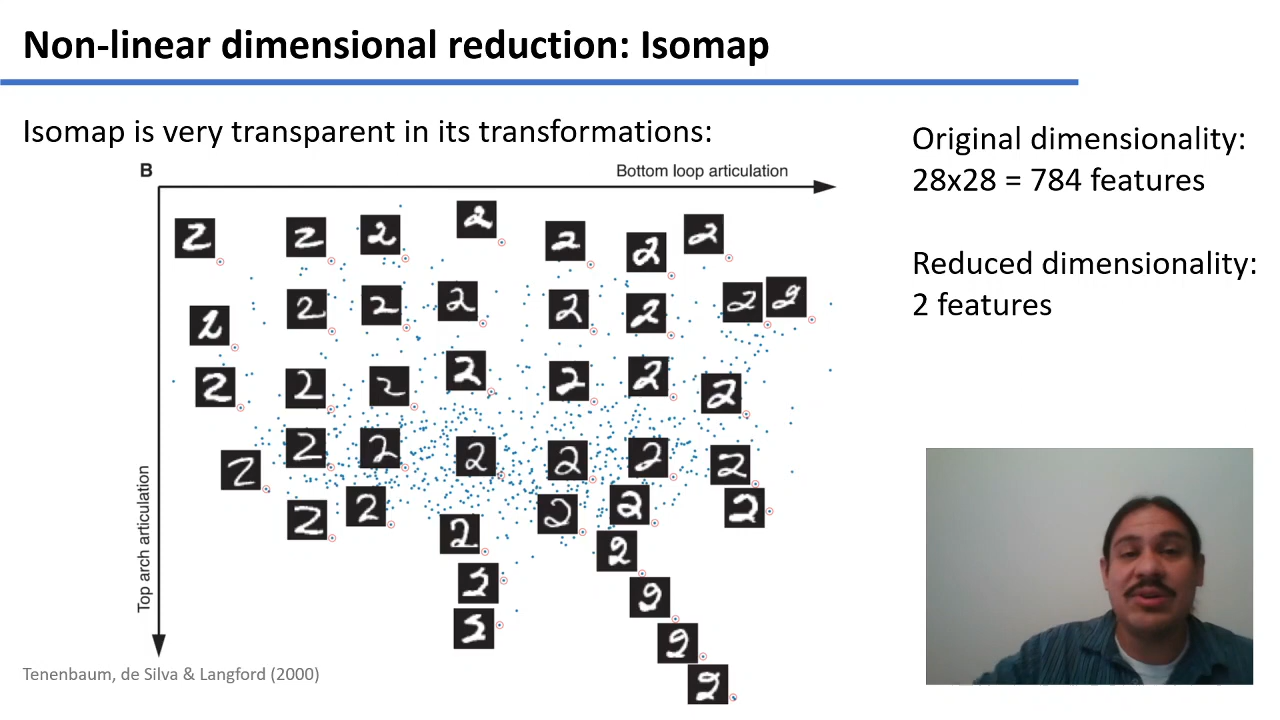 Non-linear dimensional reduction: Isomap
Isomap is very transparent in its transformations:
Original dimensionality:
28x28 = 784 features
Reduced dimensionality:
2 features
B
Bottom loop articulation
Top arch articulation
Tenenbaum, de Silva & Langford (2000)